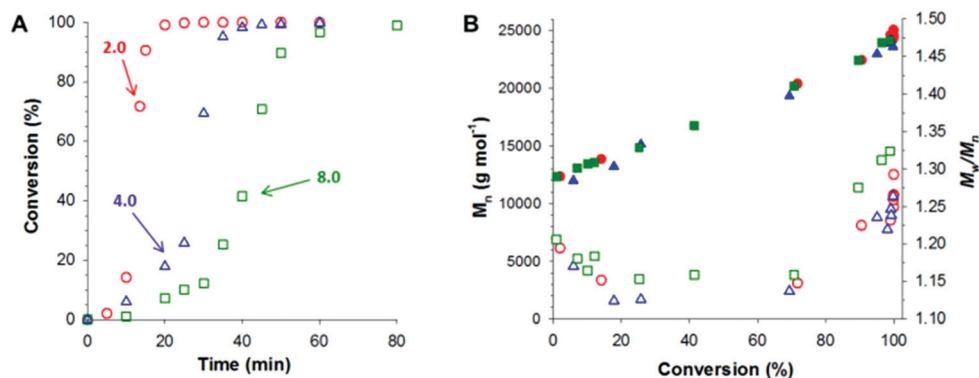 A
100
80
60
40
20
0
Conversion (%)
2.0
4.0
8.0
0 20 40 60 80
Time (min)
B
25000
20000
15000
10000
5000
0
Mn (g mol-1)
1.50
1.45
1.40
1.35
1.30
1.25
1.20
1.15
1.10
Mw/Mn
0 20 40 60 80 100
Conversion (%)